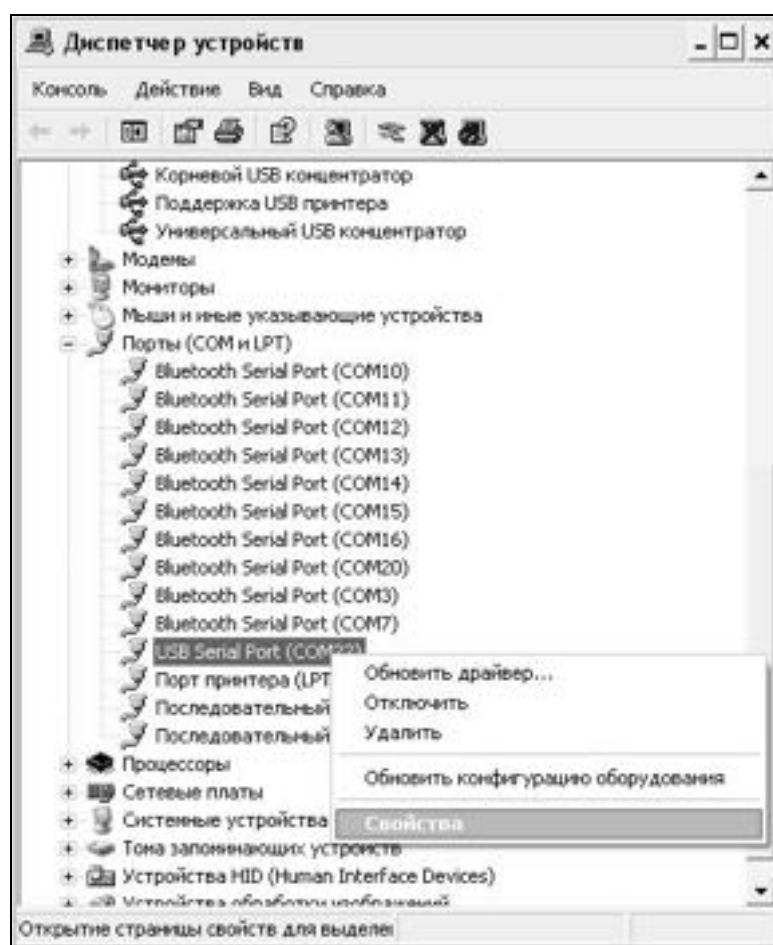 Диспетчер устройств
Консоль Действие Вид Справка
Корневой USB концентратор
Поддержка USB принтера
Универсальный USB концентратор
Модемы
Мониторы
Мыши и иные указывающие устройства
Порты (COM и LPT)
Bluetooth Serial Port (COM10)
Bluetooth Serial Port (COM11)
Bluetooth Serial Port (COM12)
Bluetooth Serial Port (COM13)
Bluetooth Serial Port (COM14)
Bluetooth Serial Port (COM15)
Bluetooth Serial Port (COM16)
Bluetooth Serial Port (COM20)
Bluetooth Serial Port (COM3)
Bluetooth Serial Port (COM7)
USB Serial Port
Порт принтера (LPT
Последовательный
Последовательный
Обновить драйвер...
Отключить
Удалить
Обновить конфигурацию оборудования
Свойства
Процессоры
Сетевые платы
Системные устройства
Тома запоминающих устройств
Устройства HID (Human Interface Devices)
Устройства обработки изображений
Открытие страницы свойств для выделен